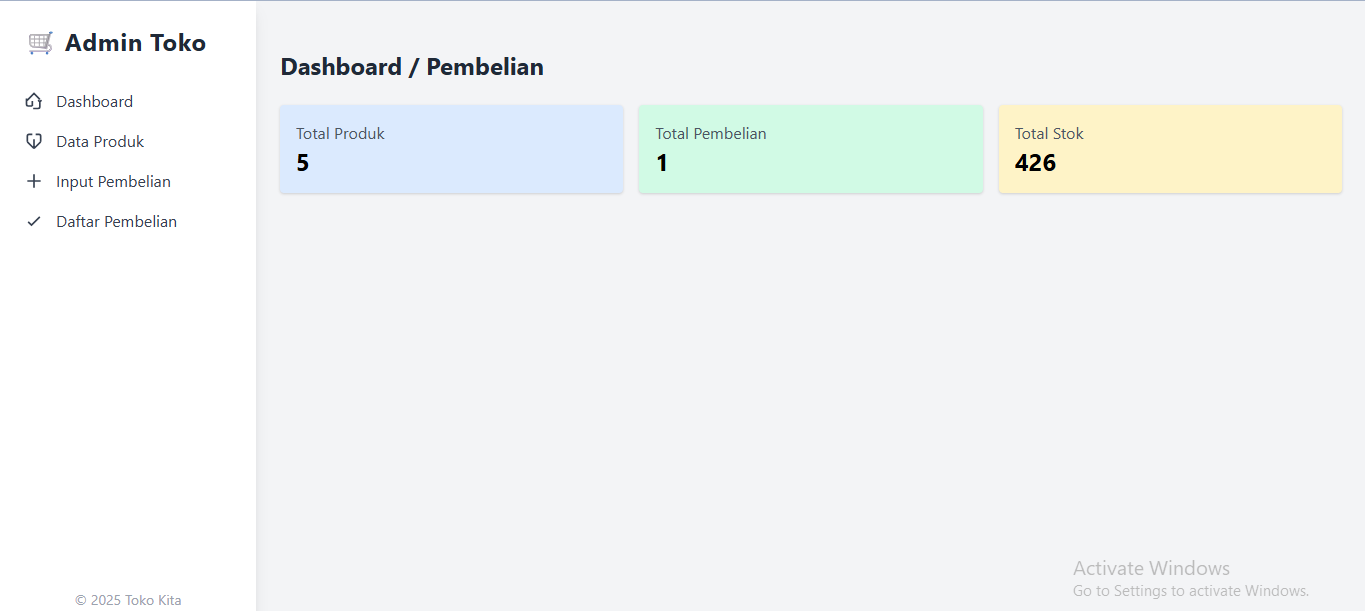 Admin Toko
Dashboard
Data Produk
Input Pembelian
Daftar Pembelian
© 2025 Toko Kita
Dashboard / Pembelian
Total Produk
5
Total Pembelian
1
Total Stok
426
Activate Windows
Go to Settings to activate Windows.